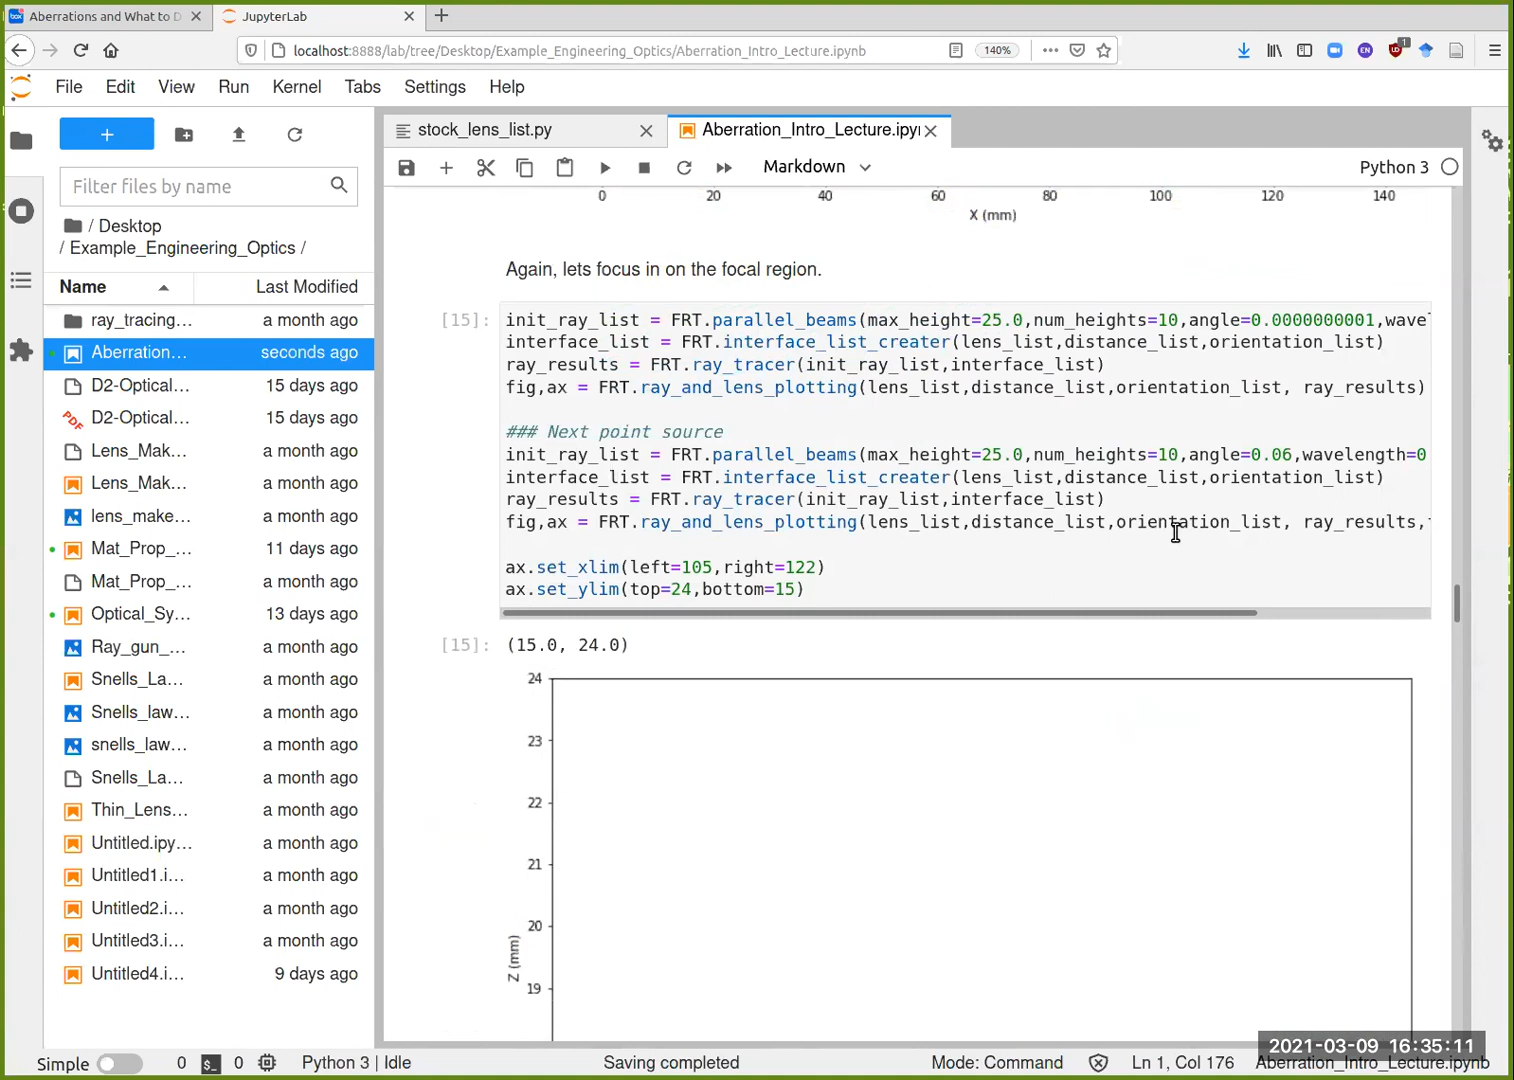 Aberrations and What to D
JupyterLab
localhost:8888/lab/tree/Desktop/Example_Engineering_Optics/Aberration_Intro_Lecture.ipynb
140%
EN
1
File Edit View Run Kernel Tabs Settings Help
Filter files by name
/ Desktop
/ Example_Engineering_Optics /
Name Last Modified
ray_tracing... a month ago
Aberration... seconds ago
D2-Optical... 15 days ago
D2-Optical... 15 days ago
Lens_Mak... a month ago
Lens_Mak... a month ago
lens_make... a month ago
Mat_Prop_... 11 days ago
Mat_Prop_... a month ago
Optical_Sy... 13 days ago
Ray_gun_... a month ago
Snells_La... a month ago
Snells_law... a month ago
snells_law... a month ago
Snells_La... a month ago
Thin_Lens... a month ago
Untitled.ipy... a month ago
Untitled1.i... a month ago
Untitled2.i... a month ago
Untitled3.i... a month ago
Untitled4.i... 9 days ago
stock_lens_list.py
Aberration_Intro_Lecture.ipyı
Markdown
Python 3
0 20 40 60 80 100 120 140
X (mm)
Again, lets focus in on the focal region.
[15]: init_ray_list = FRT.parallel_beams(max_height=25.0,num_heights=10,angle=0.0000000001,wavel
interface_list = FRT.interface_list_creater(lens_list,distance_list,orientation_list)
ray_results = FRT.ray_tracer(init_ray_list,interface_list)
fig,ax = FRT.ray_and_lens_plotting(lens_list,distance_list,orientation_list, ray_results)
### Next point source
init_ray_list = FRT.parallel_beams(max_height=25.0,num_heights=10,angle=0.06,wavelength=0
interface_list = FRT.interface_list_creater(lens_list,distance_list,orientation_list)
ray_results = FRT.ray_tracer(init_ray_list,interface_list)
fig,ax = FRT.ray_and_lens_plotting(lens_list,distance_list,orientation_list, ray_results,
ax.set_xlim(left=105,right=122)
ax.set_ylim(top=24,bottom=15)
[15]: (15.0, 24.0)
24
23
22
21
20
19
Z (mm)
2021-03-09 16:35:11
Simple 0 $_ 0 Python 3 | Idle Saving completed Mode: Command Ln 1, Col 176 Aberration_Intro_Lecture.ipynb